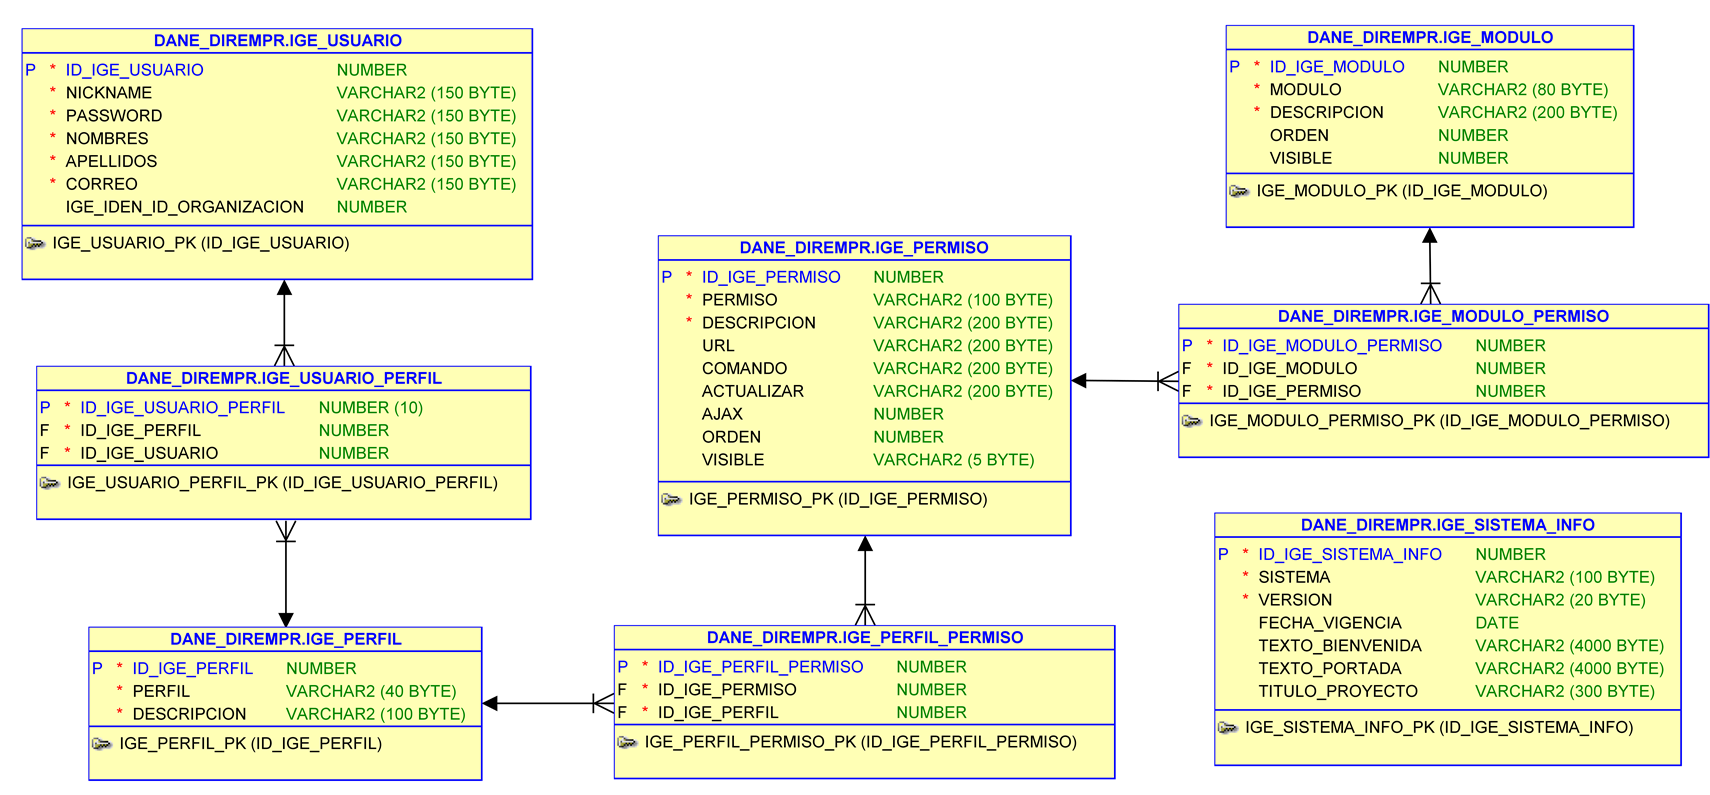 DANE_DIREMPR.IGE_USUARIO
P * ID_IGE_USUARIO NUMBER
* NICKNAME VARCHAR2 (150 BYTE)
* PASSWORD VARCHAR2 (150 BYTE)
* NOMBRES VARCHAR2 (150 BYTE)
* APELLIDOS VARCHAR2 (150 BYTE)
* CORREO VARCHAR2 (150 BYTE)
IGE_IDEN_ID_ORGANIZACION NUMBER
IGE_USUARIO_PK (ID_IGE_USUARIO)
DANE_DIREMPR.IGE_USUARIO_PERFIL
P * ID_IGE_USUARIO_PERFIL NUMBER (10)
F * ID_IGE_PERFIL NUMBER
F * ID_IGE_USUARIO NUMBER
IGE_USUARIO_PERFIL_PK (ID_IGE_USUARIO_PERFIL)
DANE_DIREMPR.IGE_PERFIL
P * ID_IGE_PERFIL NUMBER
* PERFIL VARCHAR2 (40 BYTE)
* DESCRIPCION VARCHAR2 (100 BYTE)
IGE_PERFIL_PK (ID_IGE_PERFIL)
DANE_DIREMPR.IGE_PERMISO
P * ID_IGE_PERMISO NUMBER
* PERMISO VARCHAR2 (100 BYTE)
* DESCRIPCION VARCHAR2 (200 BYTE)
URL VARCHAR2 (200 BYTE)
COMANDO VARCHAR2 (200 BYTE)
ACTUALIZAR VARCHAR2 (200 BYTE)
AJAX NUMBER
ORDEN NUMBER
VISIBLE VARCHAR2 (5 BYTE)
IGE_PERMISO_PK (ID_IGE_PERMISO)
DANE_DIREMPR.IGE_PERFIL_PERMISO
P * ID_IGE_PERFIL_PERMISO NUMBER
F * ID_IGE_PERMISO NUMBER
F * ID_IGE_PERFIL NUMBER
IGE_PERFIL_PERMISO_PK (ID_IGE_PERFIL_PERMISO)
DANE_DIREMPR.IGE_MODULO
P * ID_IGE_MODULO NUMBER
* MODULO VARCHAR2 (80 BYTE)
* DESCRIPCION VARCHAR2 (200 BYTE)
ORDEN NUMBER
VISIBLE NUMBER
IGE_MODULO_PK (ID_IGE_MODULO)
DANE_DIREMPR.IGE_MODULO_PERMISO
P * ID_IGE_MODULO_PERMISO NUMBER
F * ID_IGE_MODULO NUMBER
F * ID_IGE_PERMISO NUMBER
IGE_MODULO_PERMISO_PK (ID_IGE_MODULO_PERMISO)
DANE_DIREMPR.IGE_SISTEMA_INFO
P * ID_IGE_SISTEMA_INFO NUMBER
* SISTEMA VARCHAR2 (100 BYTE)
* VERSION VARCHAR2 (20 BYTE)
FECHA_VIGENCIA DATE
TEXTO_BIENVENIDA VARCHAR2 (4000 BYTE)
TEXTO_PORTADA VARCHAR2 (4000 BYTE)
TITULO_PROYECTO VARCHAR2 (300 BYTE)
IGE_SISTEMA_INFO_PK (ID_IGE_SISTEMA_INFO)